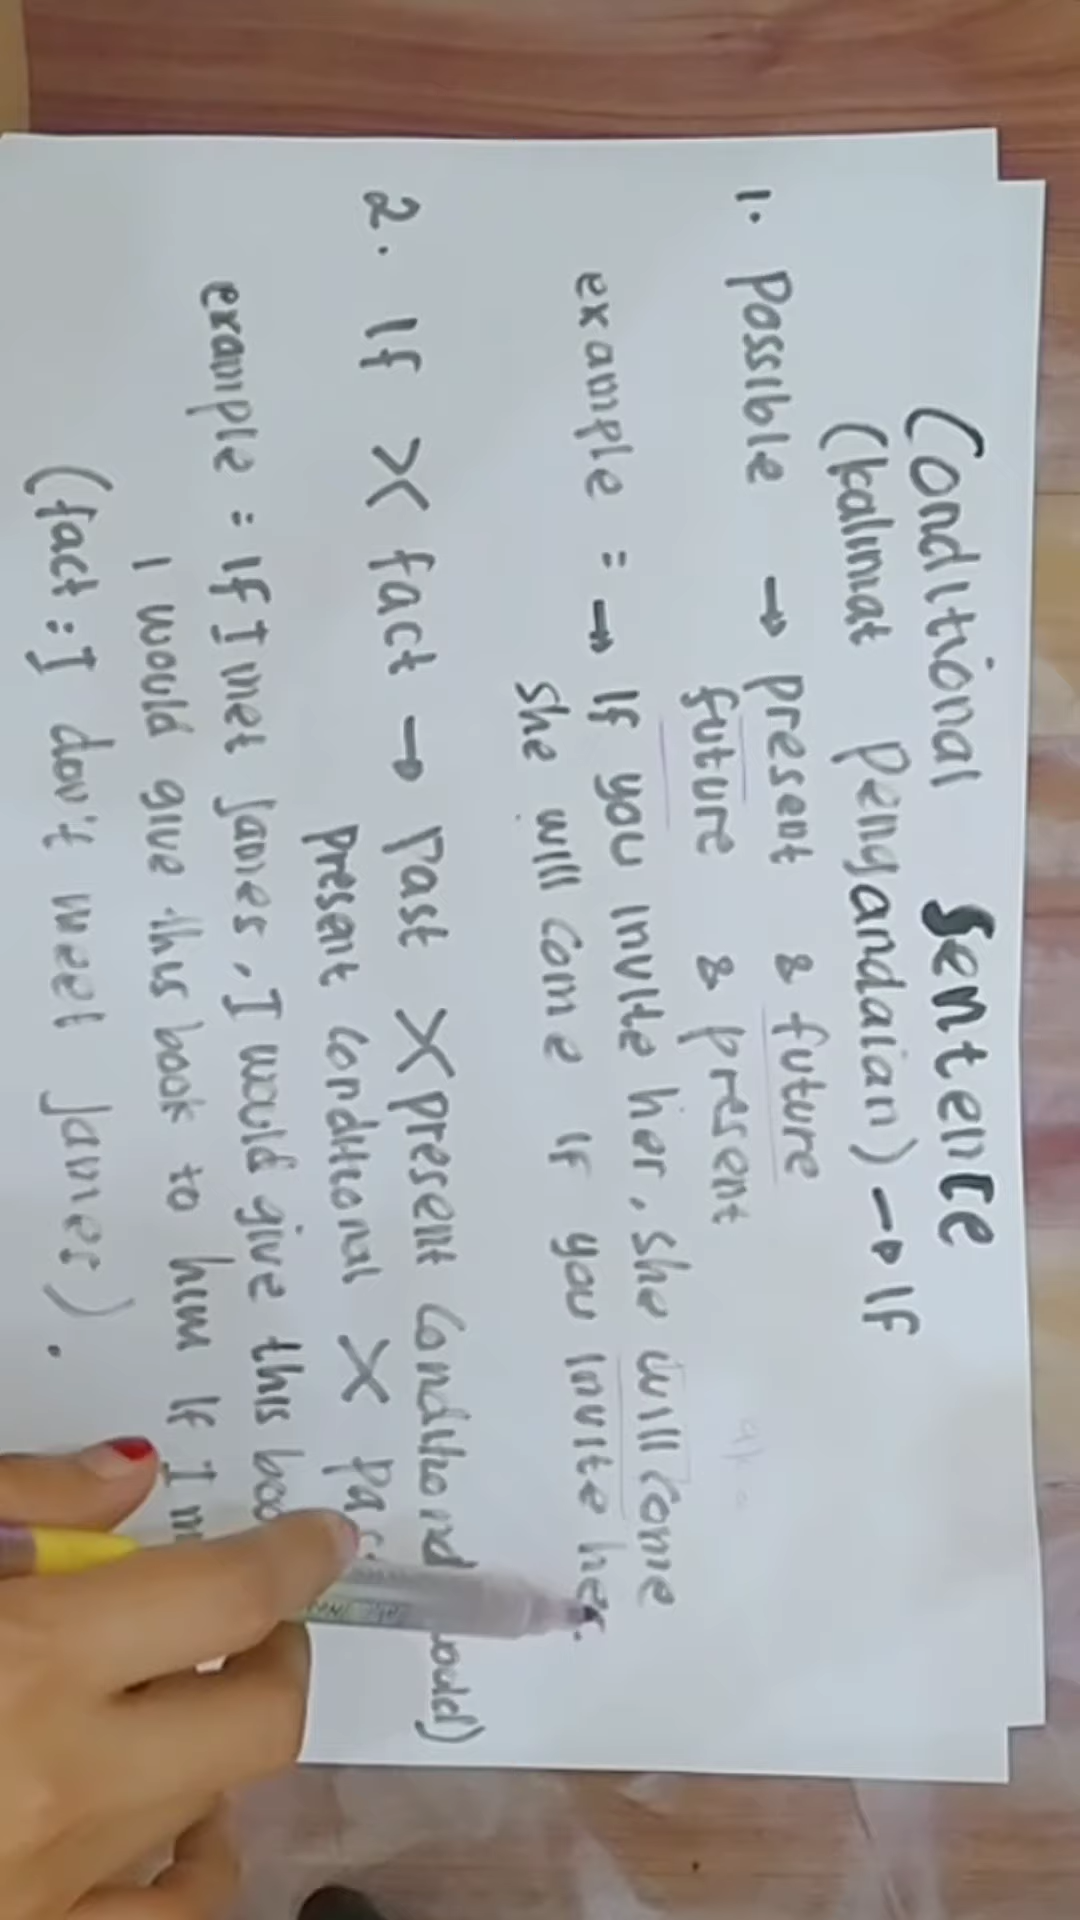 Conditional Sentence
(kalimat pengandaian) → If
1. Possible → present & future
future & present
example = → If you invite her, she will come
she will come if you invite her.
2. If X fact → past X present conditional ould)
present conditional X pas
example = If I met James, I would give this boo
I would give this book to him If I m
(fact : I don't meet James).